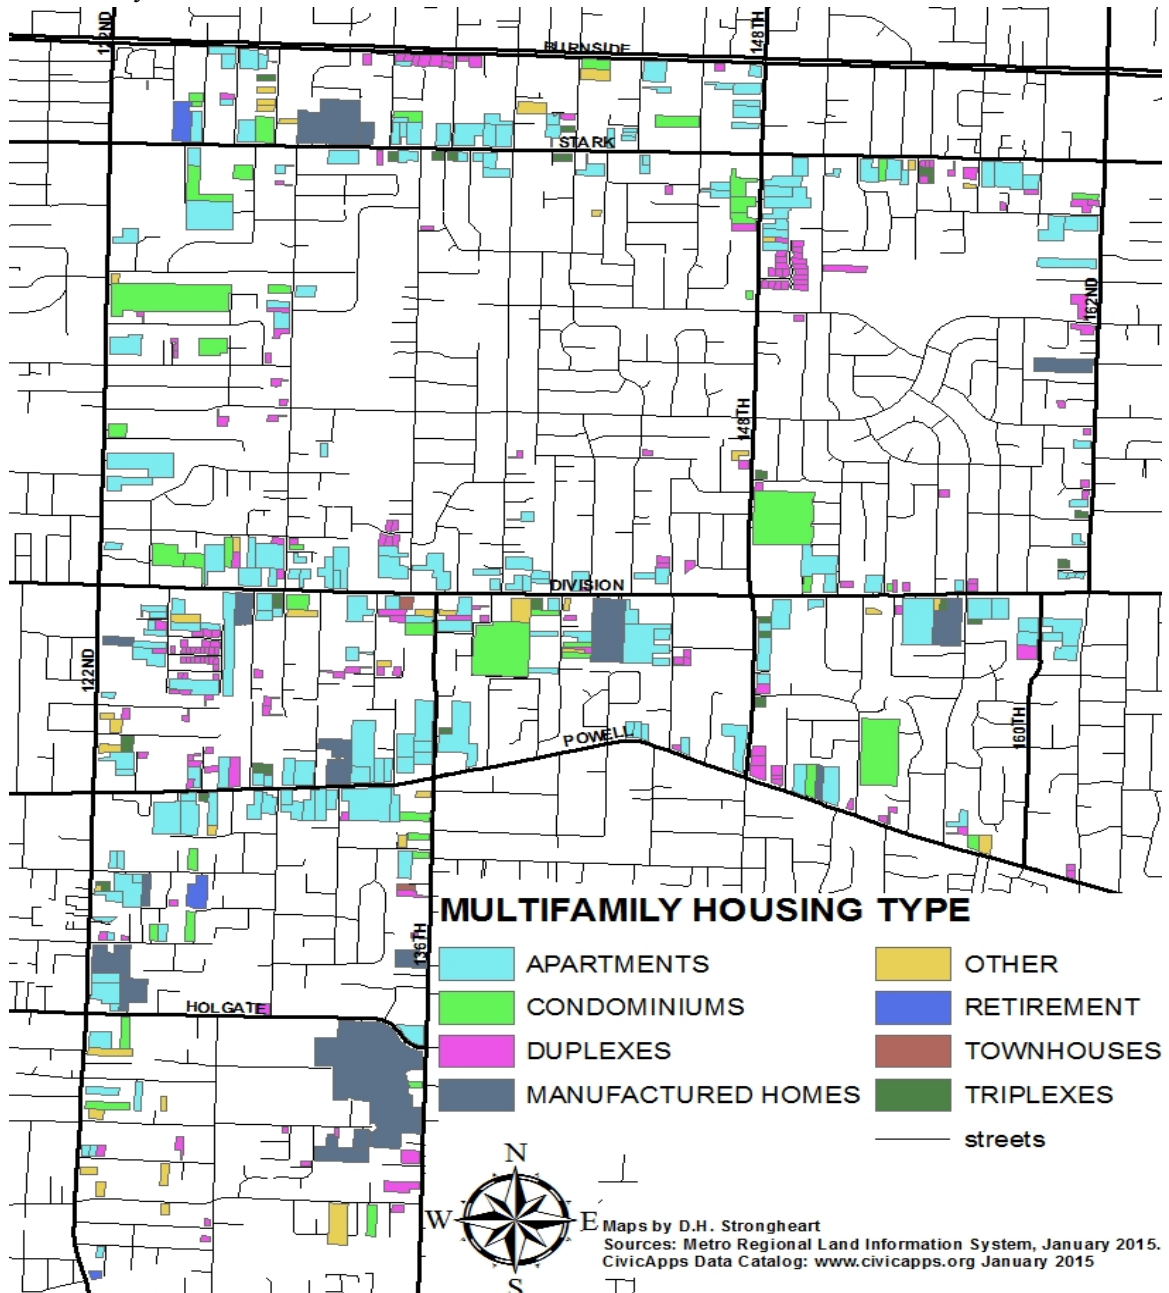 122ND
BURNSIDE
148TH
STARK
162ND
148TH
DIVISION
122ND
POWELL
160TH
136TH
HOLGATE
MULTIFAMILY HOUSING TYPE
APARTMENTS
CONDOMINIUMS
DUPLEXES
MANUFACTURED HOMES
OTHER
RETIREMENT
TOWNHOUSES
TRIPLEXES
streets
N
W E
S
Maps by D.H. Strongheart
Sources: Metro Regional Land Information System, January 2015.
CivicApps Data Catalog: www.civicapps.org January 2015